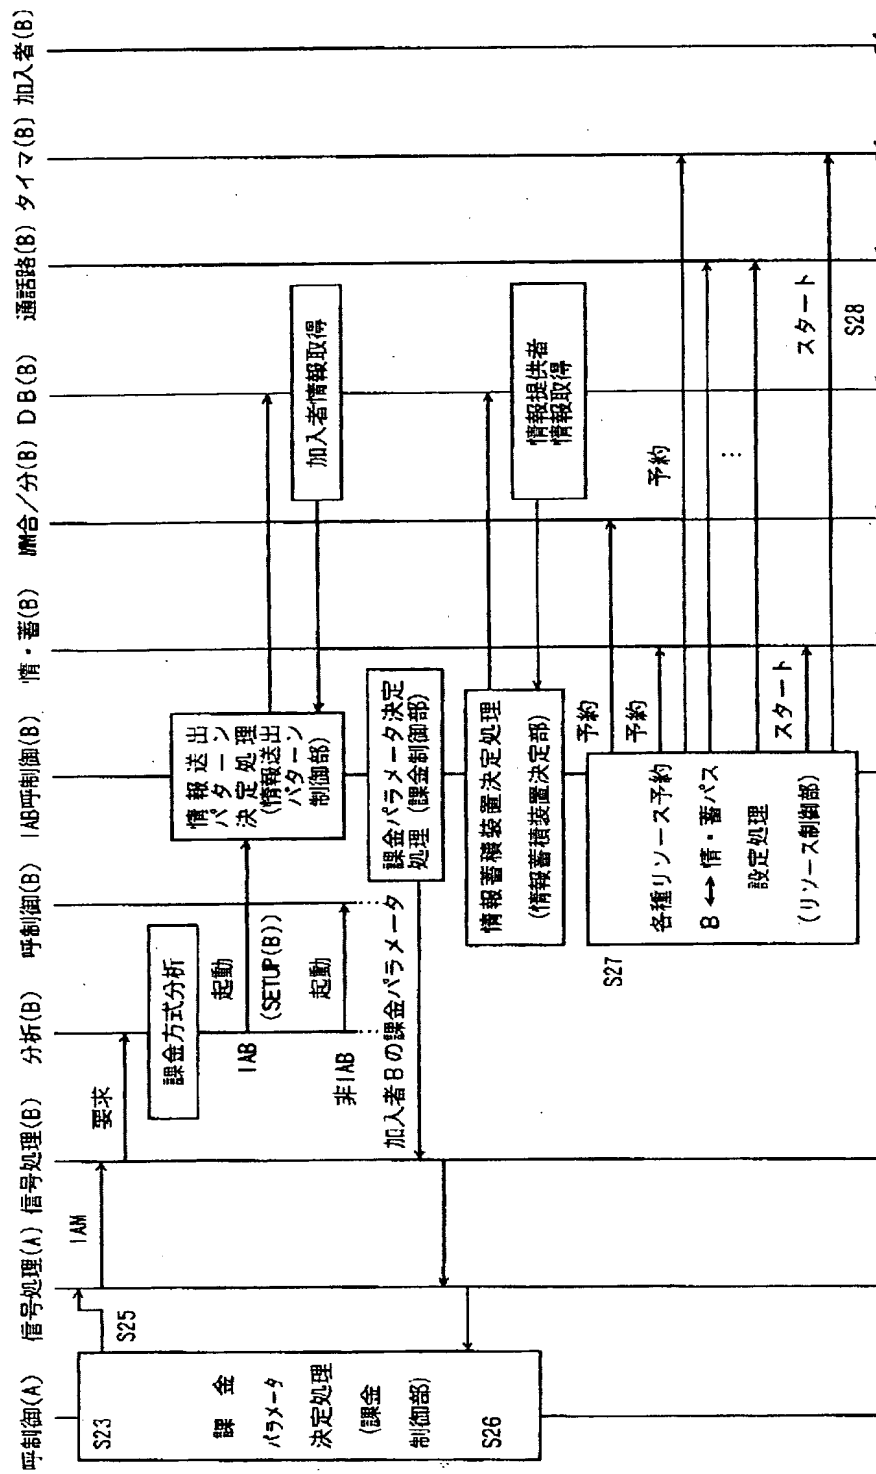 呼制御(A)
信号処理(A)
信号処理(B)
分析(B)
呼制御(B)
IAB呼制御(B)
情・蓄(B)
合/分(B)
DB(B)
通話路(B)
タイマ(B)
加入者(B)
S23
課金
パラメータ
決定処理
(課金
制御部)
S26
S25
IAM
要求
課金方式分析
起動
IAB
(SETUP(B))
起動
非IAB
情報送出
パターン
決定処理
(情報送出
パターン
制御部)
加入者情報取得
課金パラメータ決定
処理(課金制御部)
加入者Bの課金パラメータ
情報蓄積装置決定処理
(情報蓄積装置決定部)
情報提供者
情報取得
S27
各種リソース予約
B⟷情・蓄パス
設定処理
(リソース制御部)
予約
予約
予約
⋮
スタート
スタート
S28